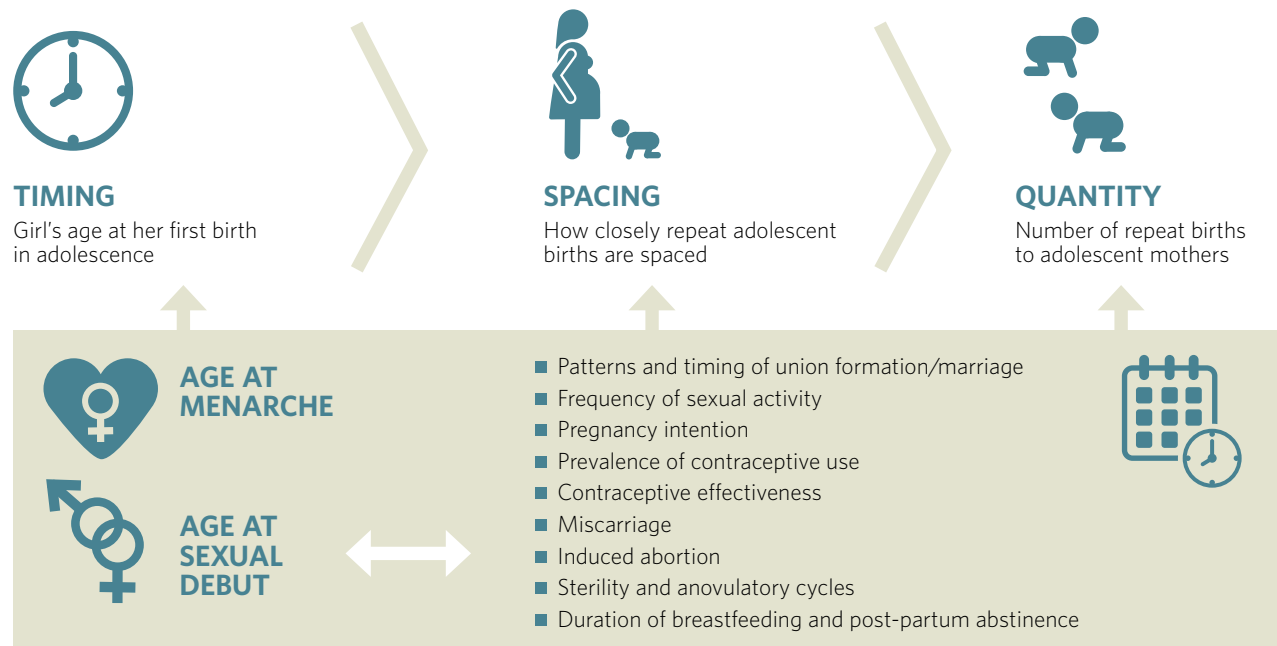 TIMING
Girl’s age at her first birth
in adolescence
SPACING
How closely repeat adolescent
births are spaced
QUANTITY
Number of repeat births
to adolescent mothers
AGE AT
MENARCHE
AGE AT
SEXUAL
DEBUT
Patterns and timing of union formation/marriage
Frequency of sexual activity
Pregnancy intention
Prevalence of contraceptive use
Contraceptive effectiveness
Miscarriage
Induced abortion
Sterility and anovulatory cycles
Duration of breastfeeding and post-partum abstinence